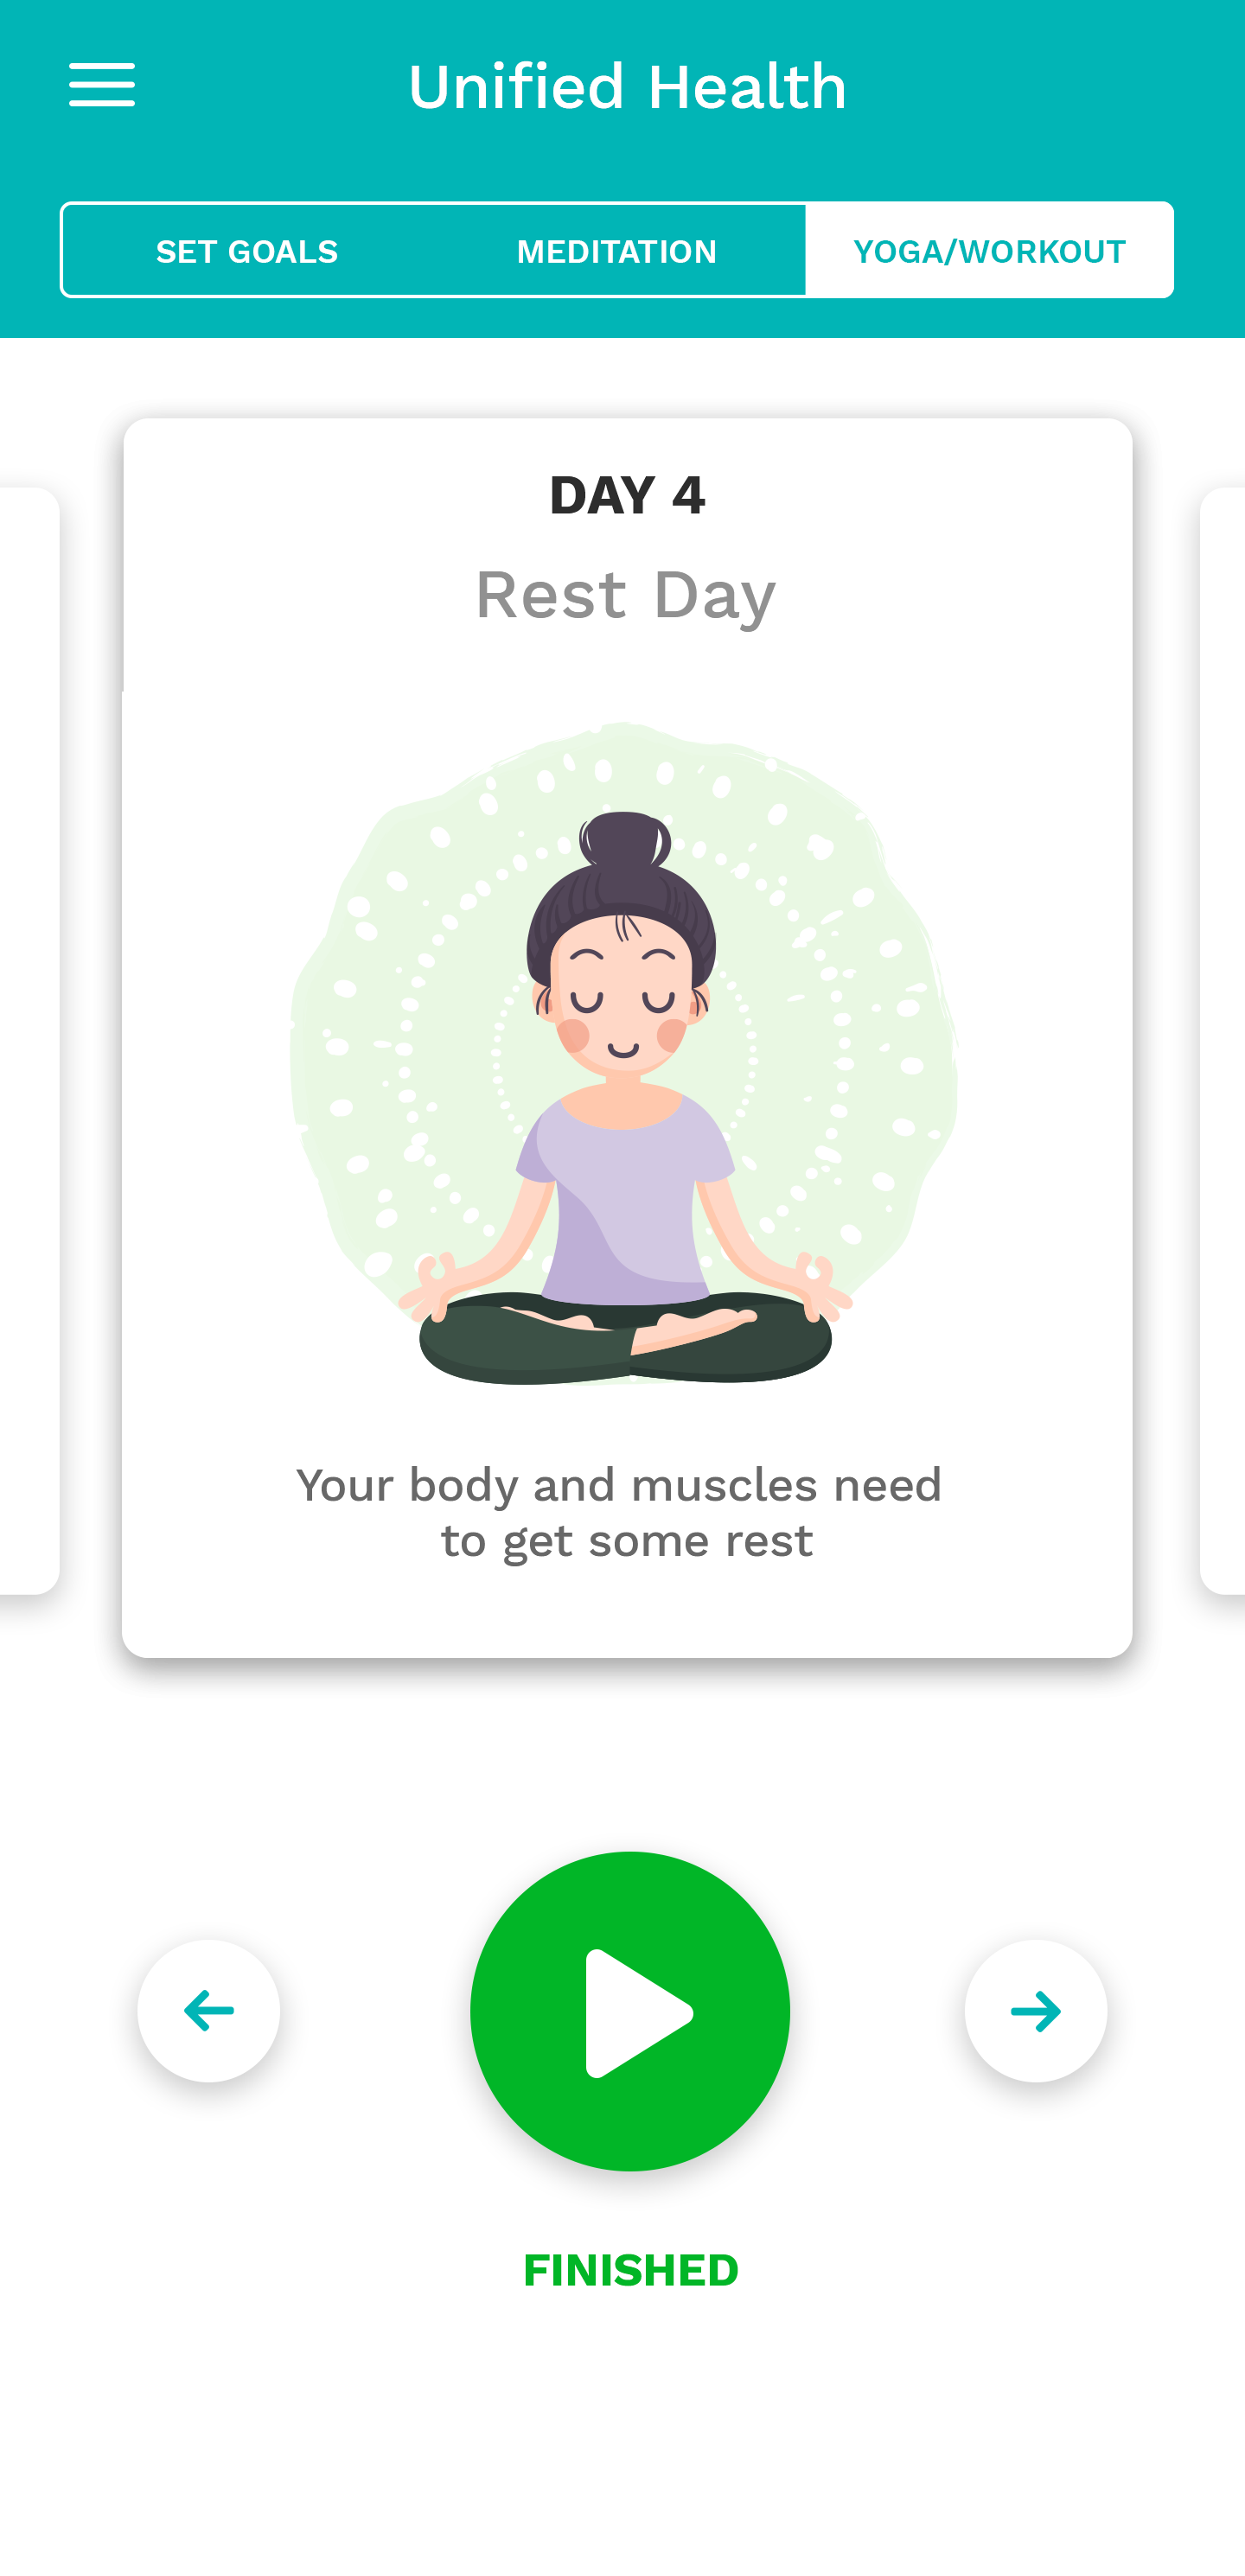 Unified Health
SET GOALS
MEDITATION
YOGA/WORKOUT
DAY 4
Rest Day
Your body and muscles need
to get some rest
FINISHED